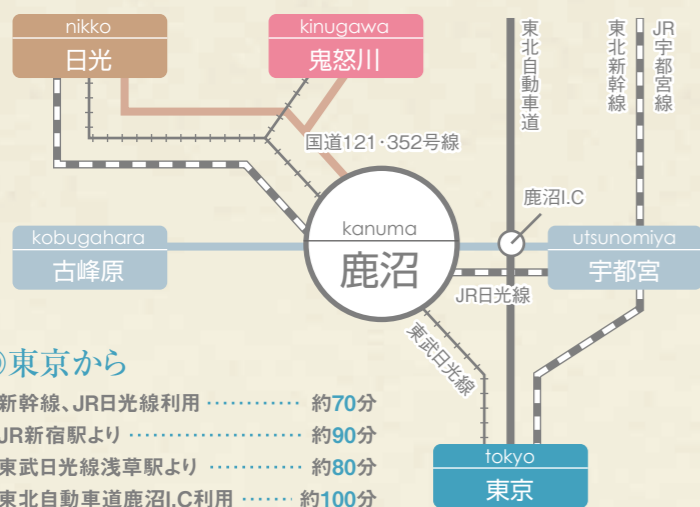 nikko
日光
kinugawa
鬼怒川
東北自動車道
東北新幹線
JR宇都宮線
国道121·352号線
鹿沼I.C
kobugahara
古峰原
kanuma
鹿沼
utsunomiya
宇都宮
JR日光線
東武日光線
東京から
新幹線、JR日光線利用 ············ 約70分
JR新宿駅より ···················· 約90分
東武日光線浅草駅より ············ 約80分
東北自動車道鹿沼I.C利用 ······ 約100分
tokyo
東京